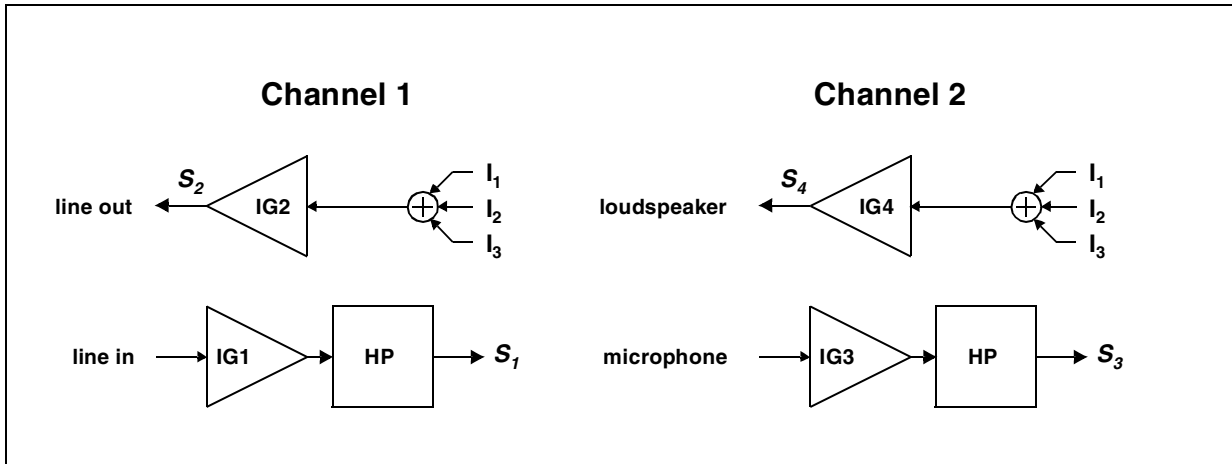 Channel 1
S2
line out
IG2
+
I1
I2
I3
line in
IG1
HP
S1
Channel 2
S4
loudspeaker
IG4
+
I1
I2
I3
microphone
IG3
HP
S3